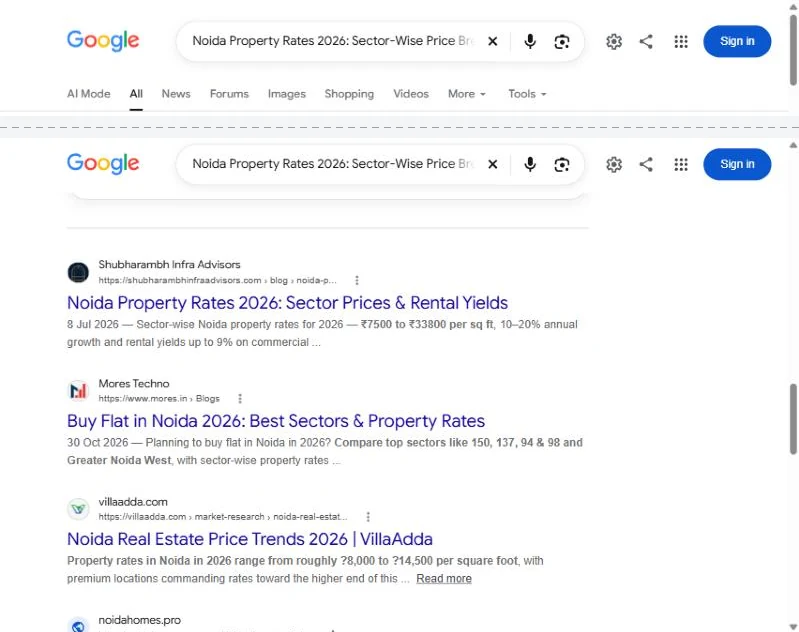 Google
Noida Property Rates 2026: Sector-Wise Price Br
Sign in
AI Mode All News Forums Images Shopping Videos More Tools
Google
Noida Property Rates 2026: Sector-Wise Price Br
Sign in
Shubharambh Infra Advisors
https://shubharambhinfraadvisors.com › blog › noida-p...
Noida Property Rates 2026: Sector Prices & Rental Yields
8 Jul 2026 — Sector-wise Noida property rates for 2026 — ₹7500 to ₹33800 per sq ft, 10–20% annual
growth and rental yields up to 9% on commercial ...
Mores Techno
https://www.mores.in › Blogs
Buy Flat in Noida 2026: Best Sectors & Property Rates
30 Oct 2026 — Planning to buy flat in Noida in 2026? Compare top sectors like 150, 137, 94 & 98 and
Greater Noida West, with sector-wise property rates ...
villaadda.com
https://villaadda.com › market-research › noida-real-estat...
Noida Real Estate Price Trends 2026 | VillaAdda
Property rates in Noida in 2026 range from roughly ?8,000 to ?14,500 per square foot, with
premium locations commanding rates toward the higher end of this ... Read more
noidahomes.pro